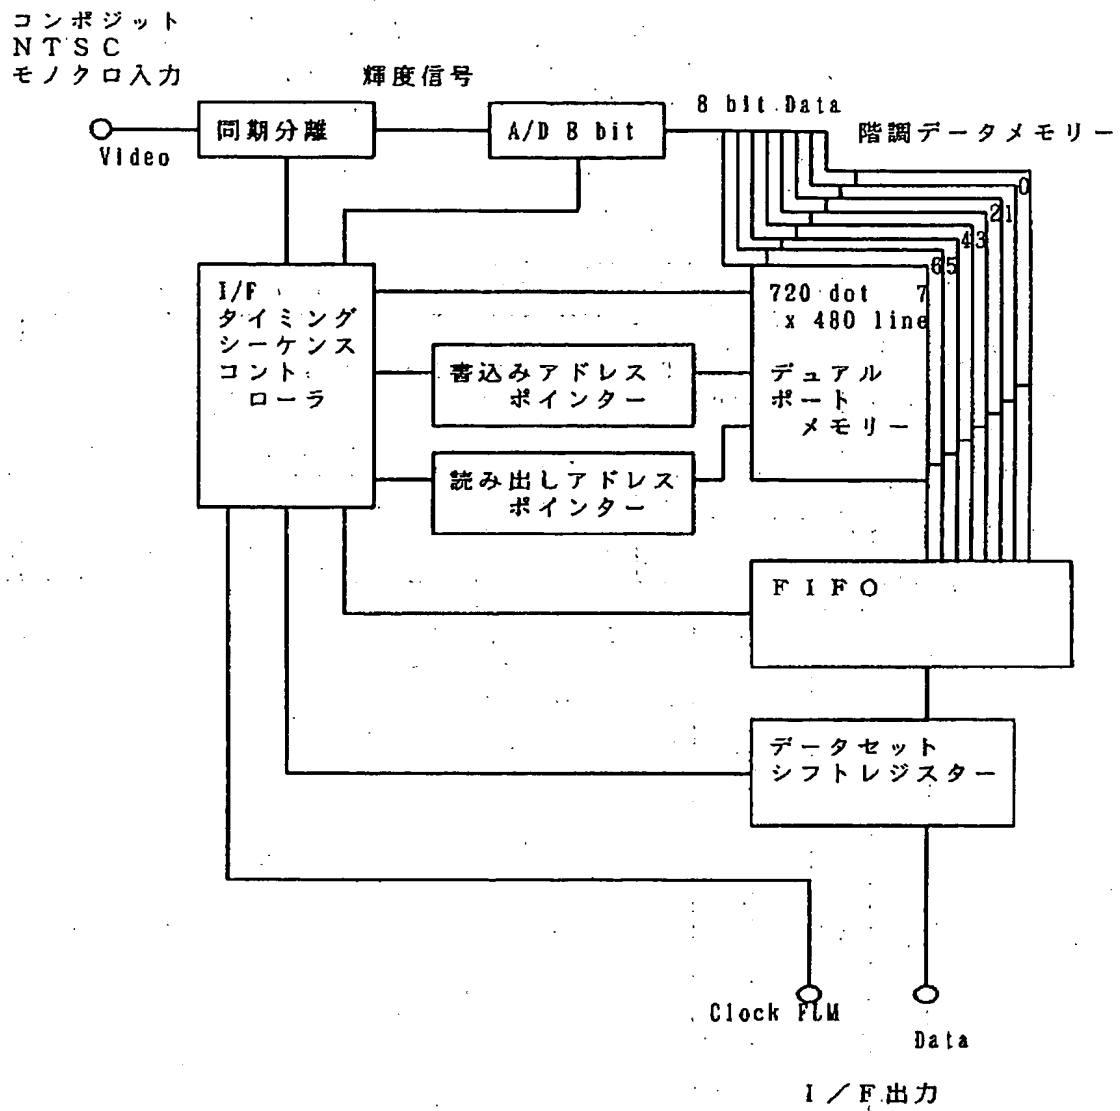 コンポジット
NTSC
モノクロ入力
輝度信号
8 bit Data
階調データメモリー
Video
同期分離
A/D 8 bit
0
2 1
4 3
6 5
I/F
タイミング
シーケンス
コント
ローラ
720 dot 7
x 480 line
デュアル
ポート
メモリー
書込みアドレス
ポインター
読み出しアドレス
ポインター
FIFO
データセット
シフトレジスター
Clock FLM
Data
I/F出力